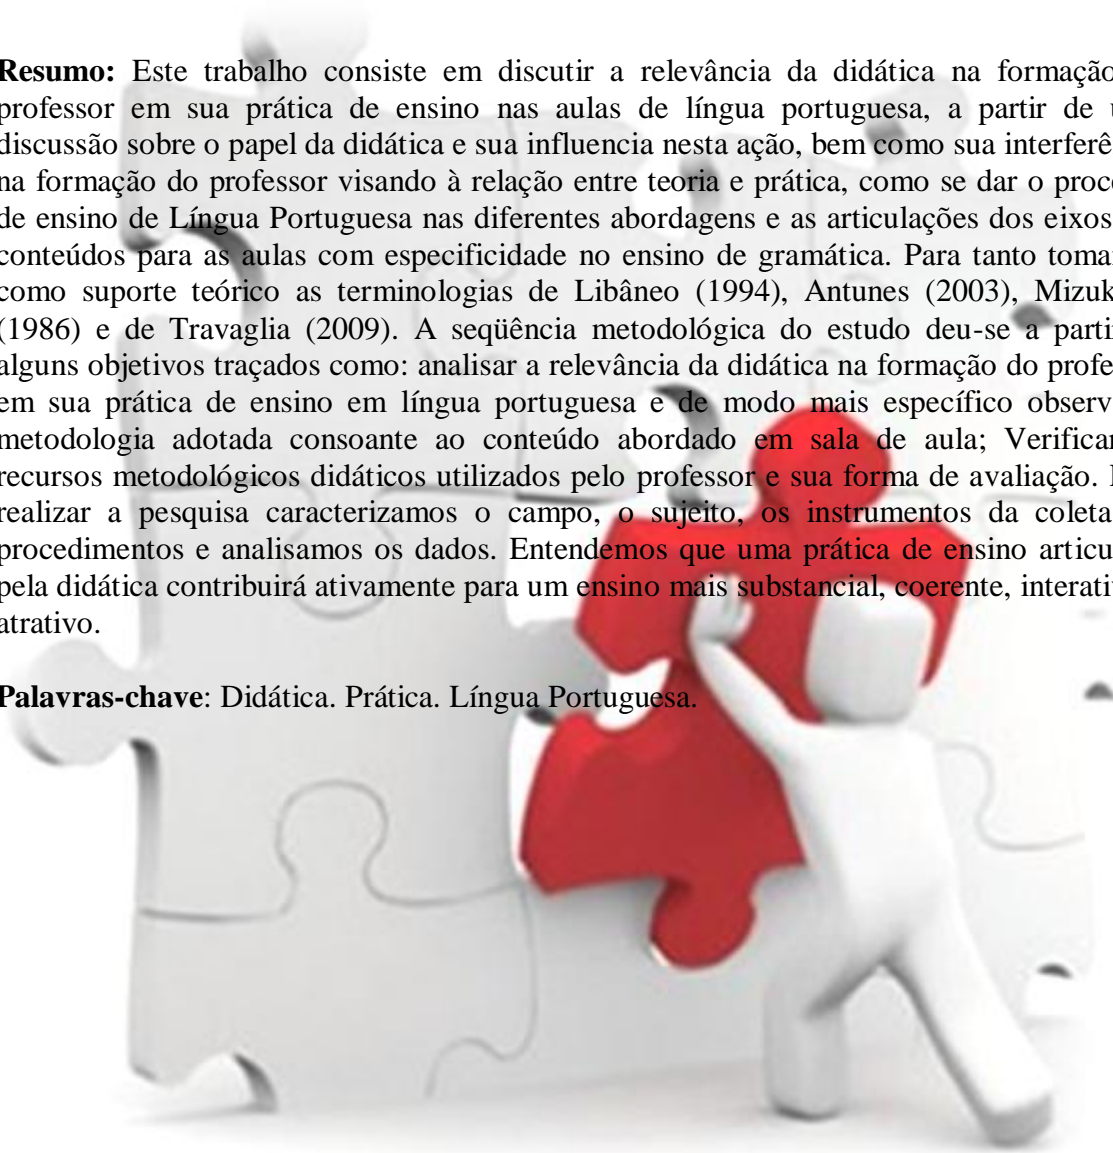 Resumo: Este trabalho consiste em discutir a relevância da didática na formação
professor em sua prática de ensino nas aulas de língua portuguesa, a partir de
discussão sobre o papel da didática e sua influencia nesta ação, bem como sua
na formação do professor visando à relação entre teoria e prática, como se dar o
de ensino de Língua Portuguesa nas diferentes abordagens e as articulações dos eixos
conteúdos para as aulas com especificidade no ensino de gramática. Para tanto
como suporte teórico as terminologias de Libâneo (1994), Antunes (2003),
(1986) e de Travaglia (2009). A seqüência metodológica do estudo deu-se a partir
alguns objetivos traçados como: analisar a relevância da didática na formação do
em sua prática de ensino em língua portuguesa e de modo mais específico
metodologia adotada consoante ao conteúdo abordado em sala de aula; Verificar
recursos metodológicos didáticos utilizados pelo professor e sua forma de avaliação.
realizar a pesquisa caracterizamos o campo, o sujeito, os instrumentos da coleta
procedimentos e analisamos os dados. Entendemos que uma prática de ensino
pela didática contribuirá ativamente para um ensino mais substancial, coerente,
atrativo.
Palavras-chave: Didática. Prática. Língua Portuguesa.